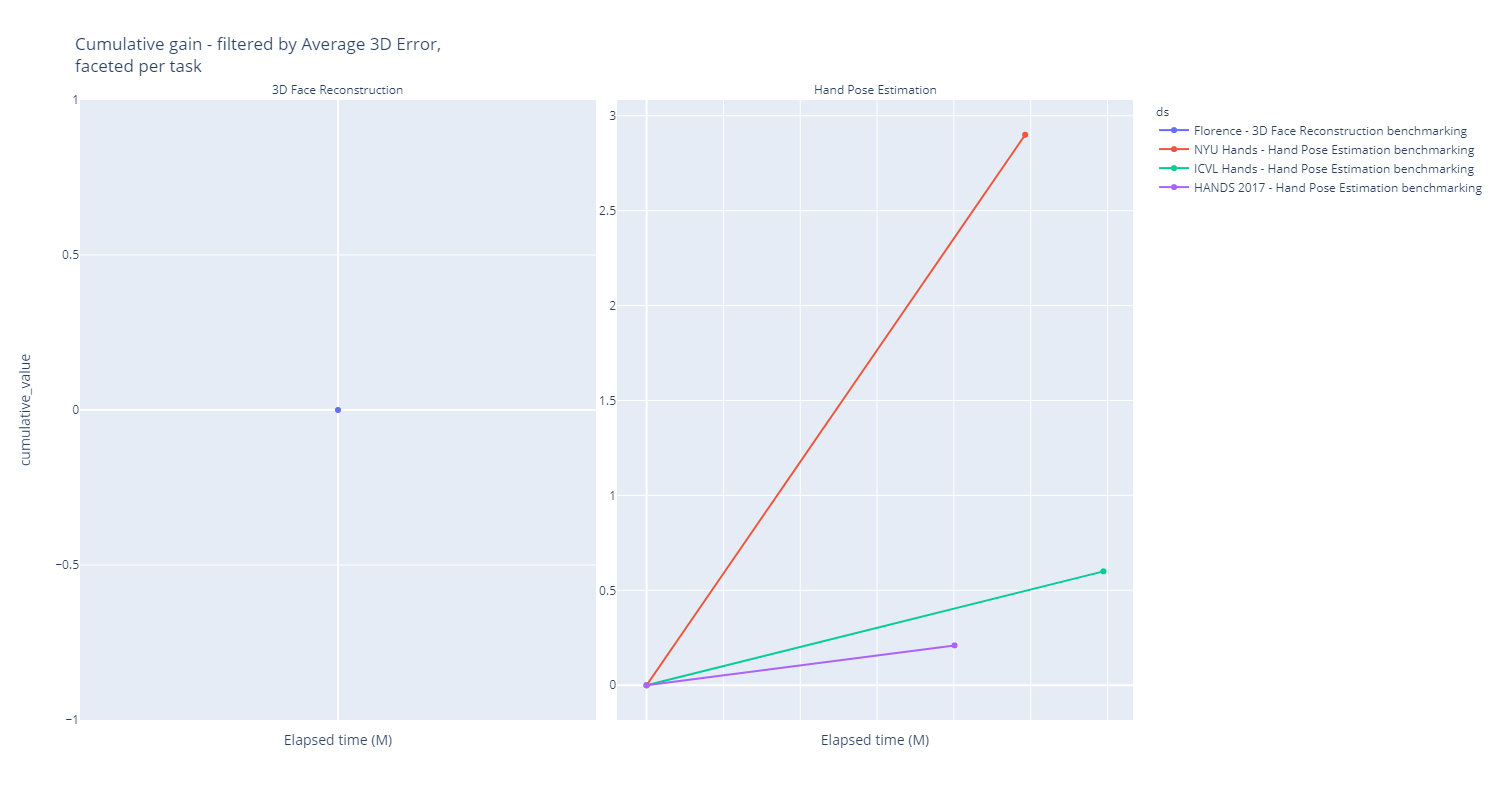 Cumulative gain - filtered by Average 3D Error,
faceted per task
3D Face Reconstruction
Hand Pose Estimation
1
0.5
0
−0.5
−1
cumulative_value
3
2.5
2
1.5
1
0.5
0
Elapsed time (M)
Elapsed time (M)
ds
Florence - 3D Face Reconstruction benchmarking
NYU Hands - Hand Pose Estimation benchmarking
ICVL Hands - Hand Pose Estimation benchmarking
HANDS 2017 - Hand Pose Estimation benchmarking